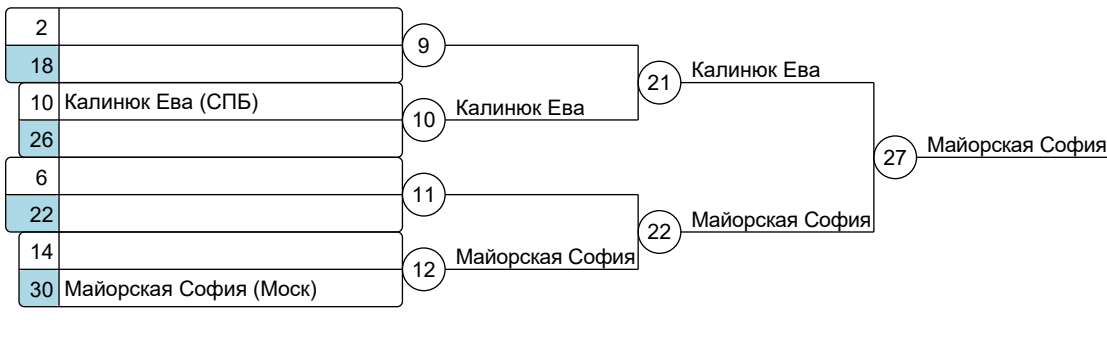 2
9
18
21 Калинюк Ева
10 Калинюк Ева (СПБ)
10 Калинюк Ева
26
27 Майорская София
6
11
22
22 Майорская София
14
12 Майорская София
30 Майорская София (Моск)